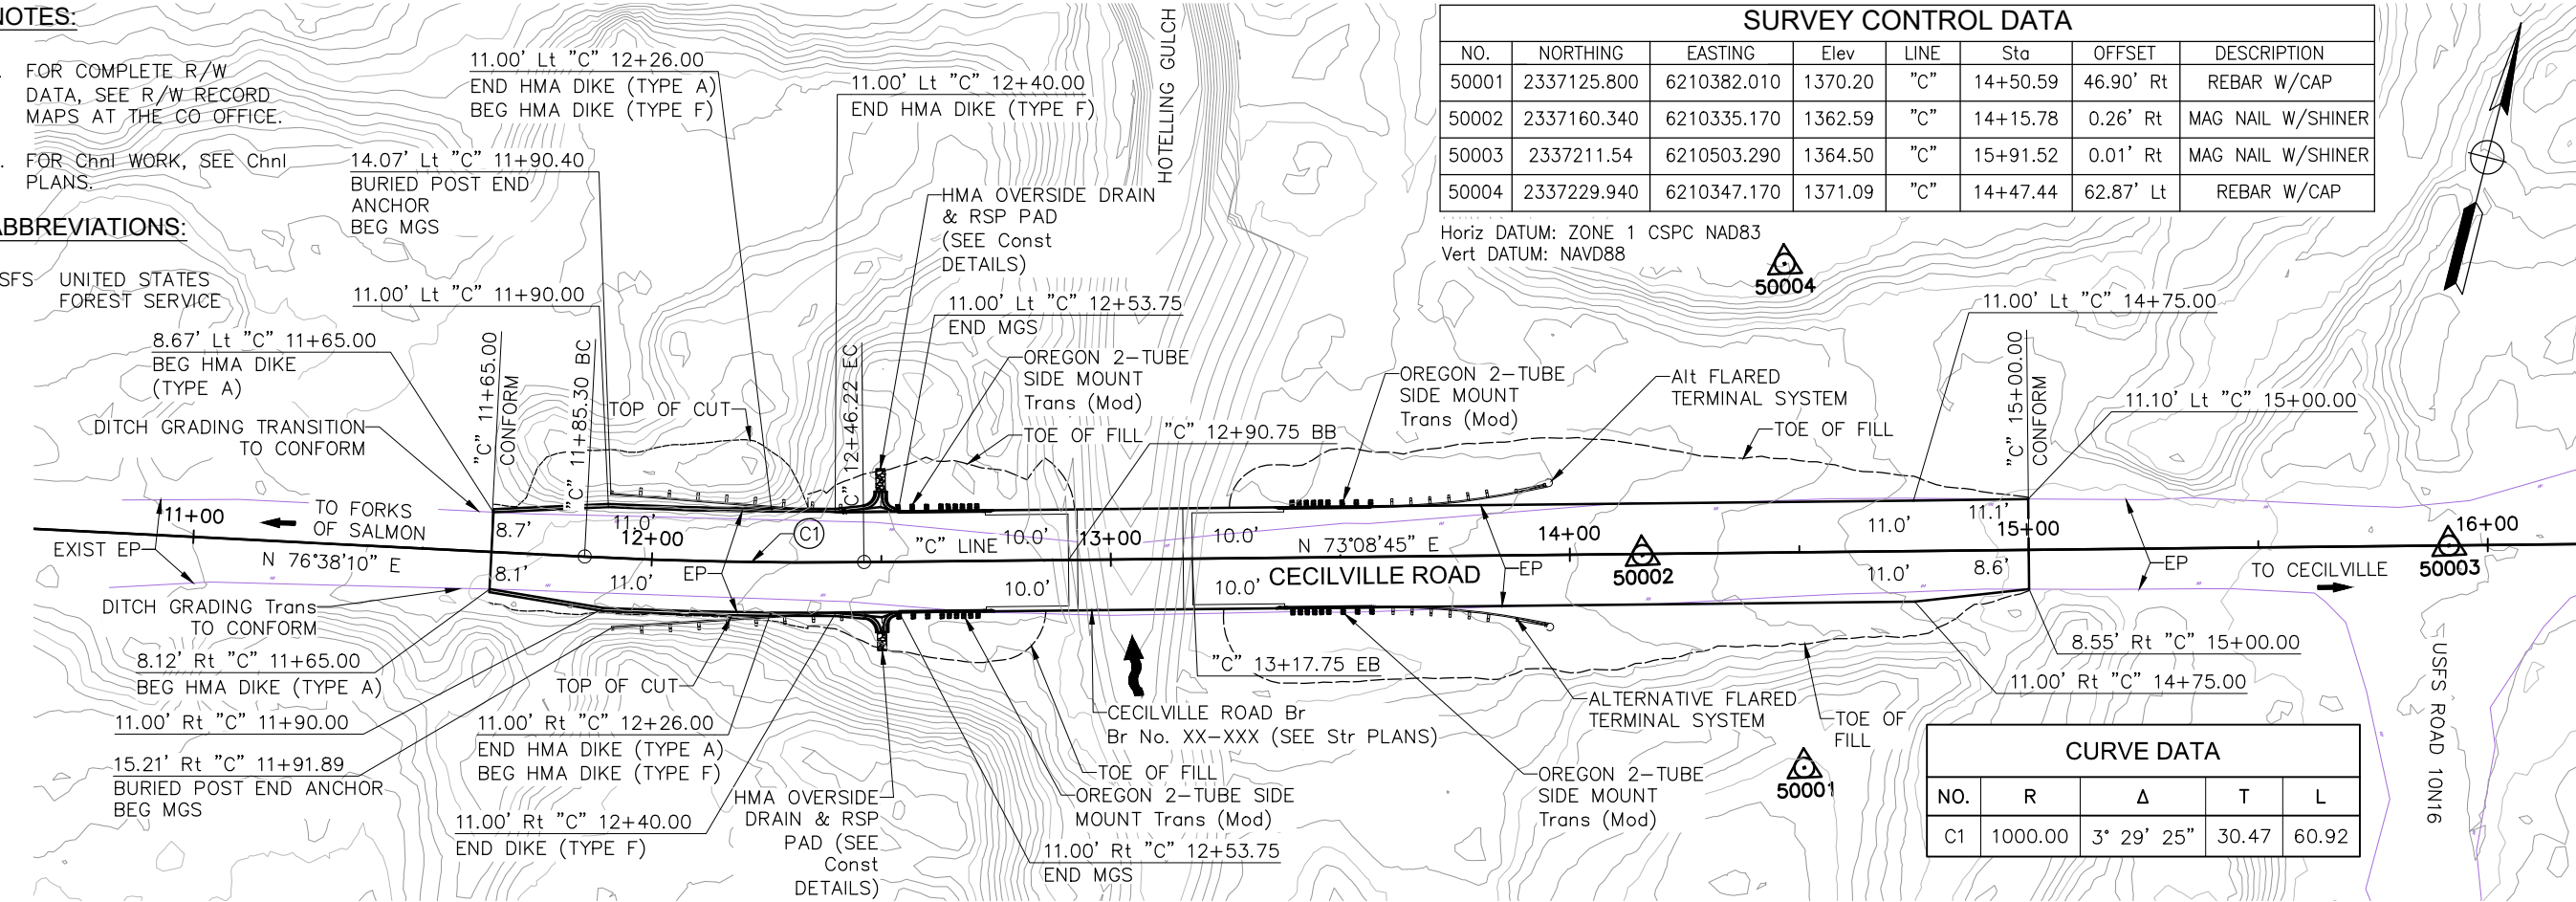 NOTES:
. FOR COMPLETE R/W
DATA, SEE R/W RECORD
MAPS AT THE CO OFFICE.
. FOR Chnl WORK, SEE Chnl
PLANS.
ABBREVIATIONS:
SFS UNITED STATES
FOREST SERVICE
11.00' Lt "C" 12+26.00
END HMA DIKE (TYPE A)
BEG HMA DIKE (TYPE F)
14.07' Lt "C" 11+90.40
BURIED POST END
ANCHOR
BEG MGS
11.00' Lt "C" 11+90.00
8.67' Lt "C" 11+65.00
BEG HMA DIKE
(TYPE A)
DITCH GRADING TRANSITION
TO CONFORM
"C" 11+65.00
CONFORM
"C" 11+85.30 BC
TOP OF CUT
"C" 12+46.22 EC
11.00' Lt "C" 12+40.00
END HMA DIKE (TYPE F)
HMA OVERSIDE DRAIN
& RSP PAD
(SEE Const
DETAILS)
11.00' Lt "C" 12+53.75
END MGS
OREGON 2-TUBE
SIDE MOUNT
Trans (Mod)
TOE OF FILL
"C" 12+90.75 BB
HOTELLING GULCH
SURVEY CONTROL DATA
NO. NORTHING EASTING Elev LINE Sta OFFSET DESCRIPTION
50001 2337125.800 6210382.010 1370.20 "C" 14+50.59 46.90' Rt REBAR W/CAP
50002 2337160.340 6210335.170 1362.59 "C" 14+15.78 0.26' Rt MAG NAIL W/SHINER
50003 2337211.54 6210503.290 1364.50 "C" 15+91.52 0.01' Rt MAG NAIL W/SHINER
50004 2337229.940 6210347.170 1371.09 "C" 14+47.44 62.87' Lt REBAR W/CAP
Horiz DATUM: ZONE 1 CSPC NAD83
Vert DATUM: NAVD88
50004
11.00' Lt "C" 14+75.00
OREGON 2-TUBE
SIDE MOUNT
Trans (Mod)
Alt FLARED
TERMINAL SYSTEM
TOE OF FILL
"C" 15+00.00
CONFORM
11.10' Lt "C" 15+00.00
11+00
TO FORKS
OF SALMON
EXIST EP
N 76°38'10" E
8.7'
8.1'
11.0'
12+00
11.0'
EP
C1
"C" LINE
10.0'
13+00
10.0'
10.0'
10.0'
N 73°08'45" E
14+00
CECILVILLE ROAD
EP
50002
11.0'
11.1'
15+00
11.0'
8.6'
EP
TO CECILVILLE
50003
16+00
DITCH GRADING Trans
TO CONFORM
8.12' Rt "C" 11+65.00
BEG HMA DIKE (TYPE A)
11.00' Rt "C" 11+90.00
15.21' Rt "C" 11+91.89
BURIED POST END ANCHOR
BEG MGS
TOP OF CUT
11.00' Rt "C" 12+26.00
END HMA DIKE (TYPE A)
BEG HMA DIKE (TYPE F)
11.00' Rt "C" 12+40.00
END DIKE (TYPE F)
HMA OVERSIDE
DRAIN & RSP
PAD (SEE
Const
DETAILS)
"C" 13+17.75 EB
CECILVILLE ROAD Br
Br No. XX-XXX (SEE Str PLANS)
TOE OF FILL
OREGON 2-TUBE SIDE
MOUNT Trans (Mod)
11.00' Rt "C" 12+53.75
END MGS
ALTERNATIVE FLARED
TERMINAL SYSTEM
OREGON 2-TUBE
SIDE MOUNT
Trans (Mod)
50001
TOE OF
FILL
8.55' Rt "C" 15+00.00
11.00' Rt "C" 14+75.00
USFS ROAD 10N16
CURVE DATA
NO. R Δ T L
C1 1000.00 3° 29' 25" 30.47 60.92